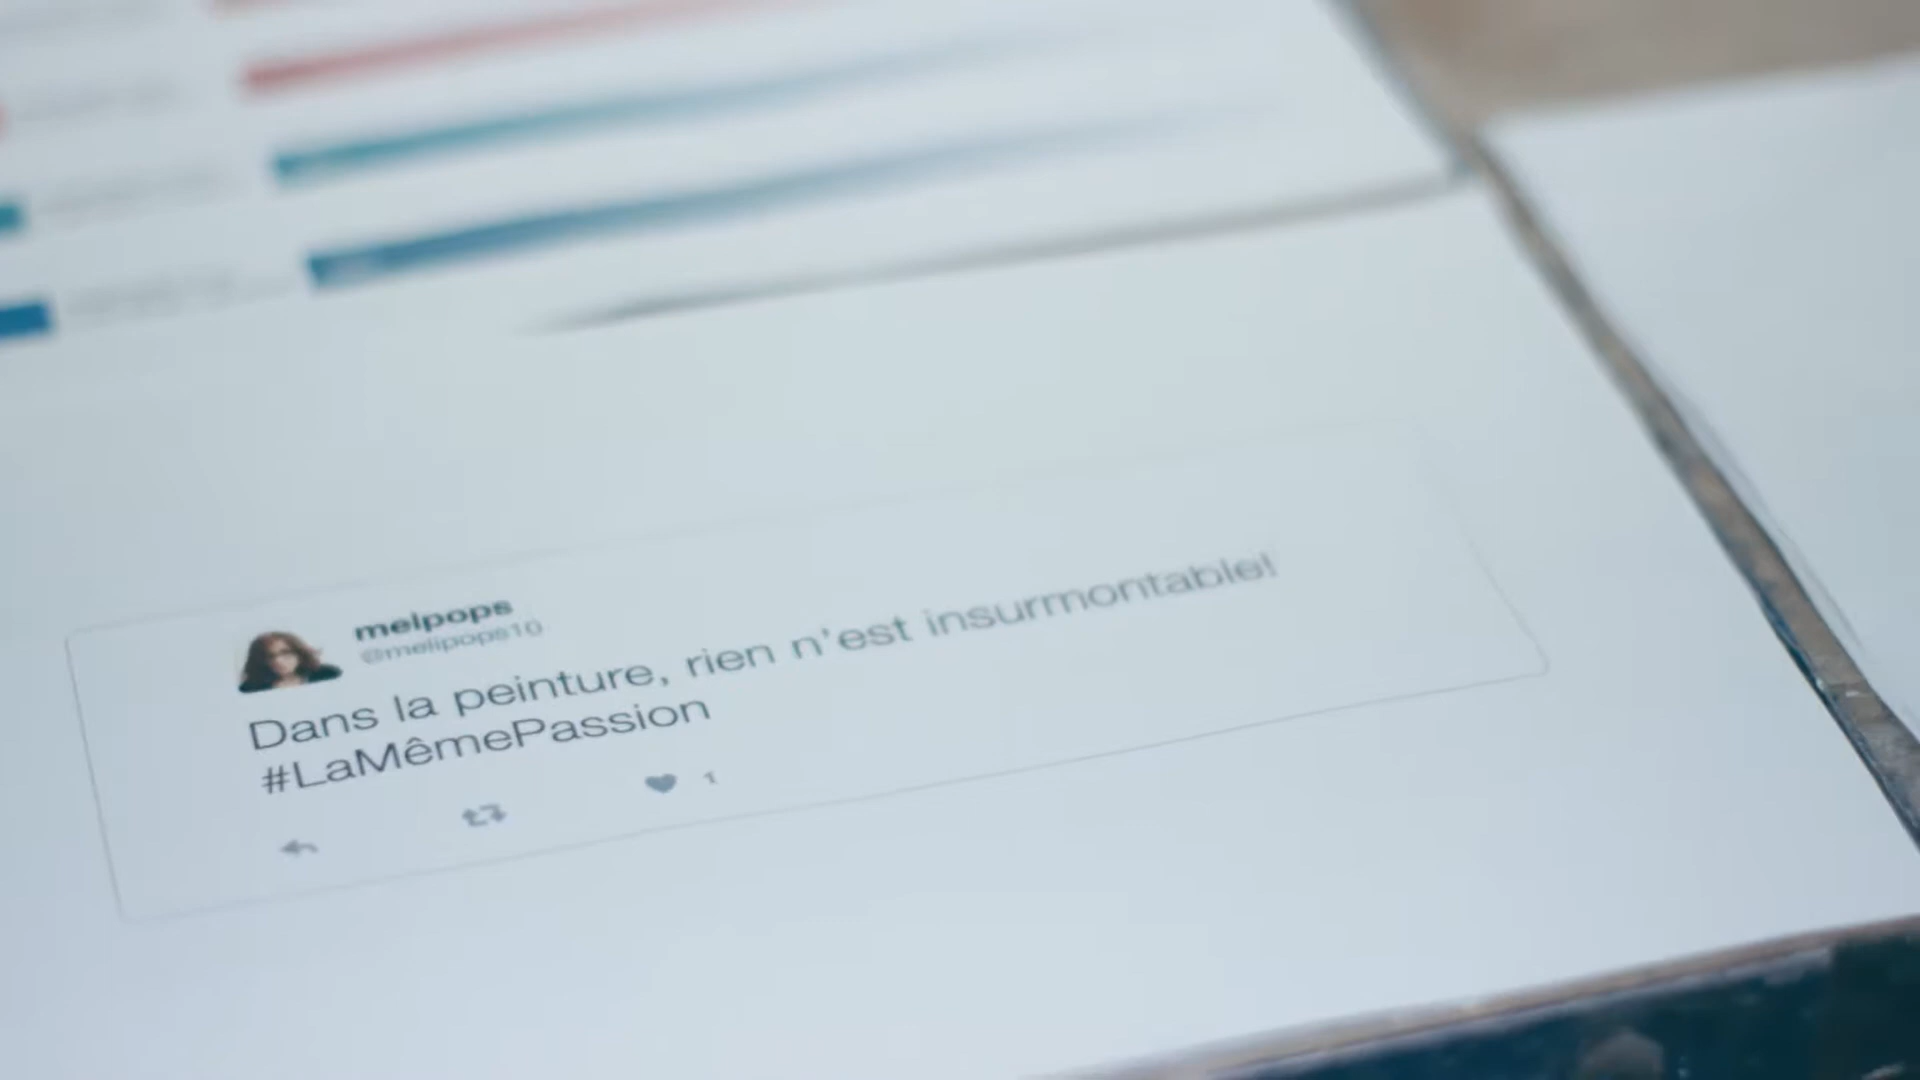 melpops
@melipops10
Dans la peinture, rien n'est insurmontable!
#LaMêmePassion
1